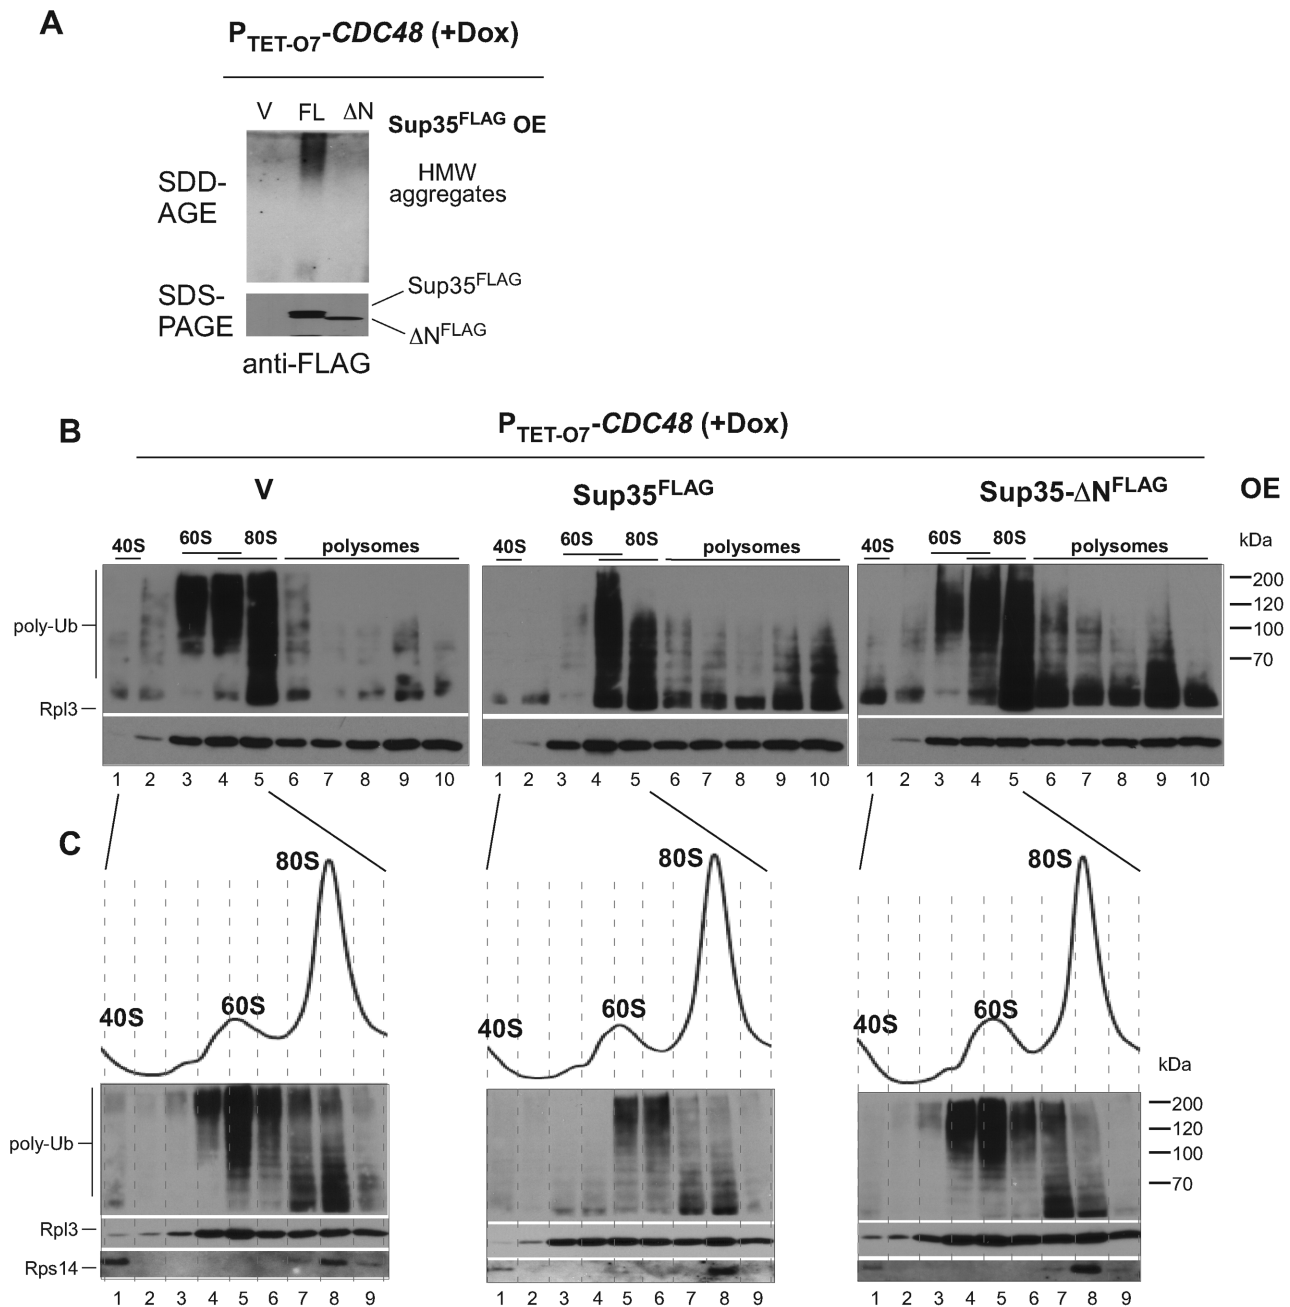 A
P_TET-O7-CDC48 (+Dox)
V FL ΔN
Sup35^FLAG OE
HMW
aggregates
SDD-
AGE
SDS-
PAGE
Sup35^FLAG
ΔN^FLAG
anti-FLAG
B
P_TET-O7-CDC48 (+Dox)
V Sup35^FLAG Sup35-ΔN^FLAG OE
40S 60S 80S polysomes 40S 60S 80S polysomes 40S 60S 80S polysomes kDa
200
120
poly-Ub 100
70
Rpl3
1 2 3 4 5 6 7 8 9 10 1 2 3 4 5 6 7 8 9 10 1 2 3 4 5 6 7 8 9 10
C
80S 80S 80S
60S 60S 60S
40S 40S 40S
kDa
200
120
poly-Ub 100
70
Rpl3
Rps14
1 2 3 4 5 6 7 8 9 1 2 3 4 5 6 7 8 9 1 2 3 4 5 6 7 8 9